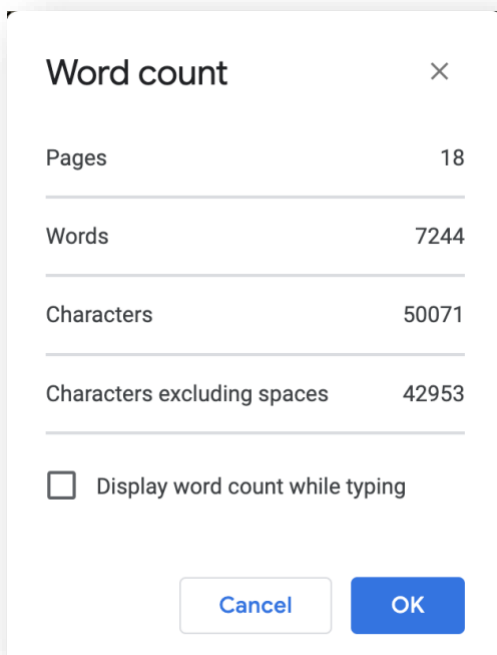 Word count
Pages 18
Words 7244
Characters 50071
Characters excluding spaces 42953
Display word count while typing
Cancel OK